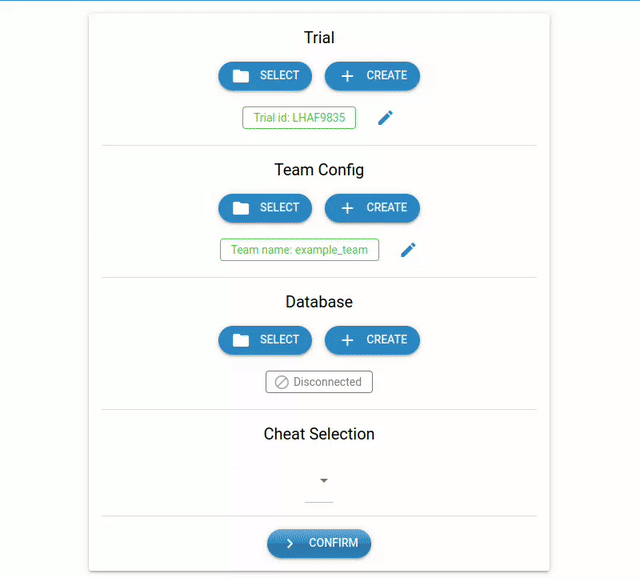 Trial
SELECT CREATE
Trial id: LHAF9835
Team Config
SELECT CREATE
Team name: example_team
Database
SELECT CREATE
Disconnected
Cheat Selection
CONFIRM